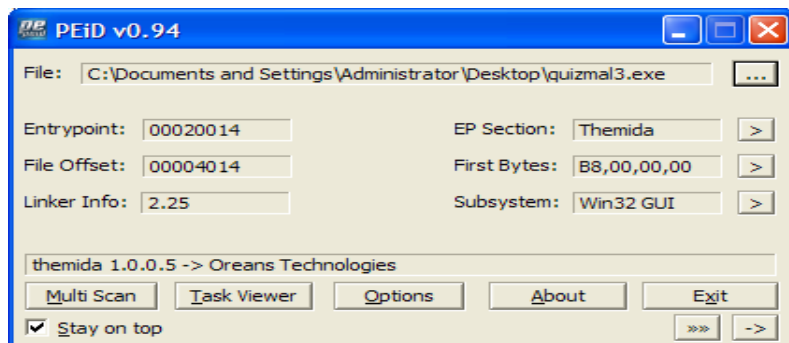 PEiD v0.94
File: C:\Documents and Settings\Administrator\Desktop\quizmal3.exe ...
Entrypoint: 00020014 EP Section: Themida >
File Offset: 00004014 First Bytes: B8,00,00,00 >
Linker Info: 2.25 Subsystem: Win32 GUI >
themida 1.0.0.5 -> Oreans Technologies
Multi Scan Task Viewer Options About Exit
Stay on top »» ->